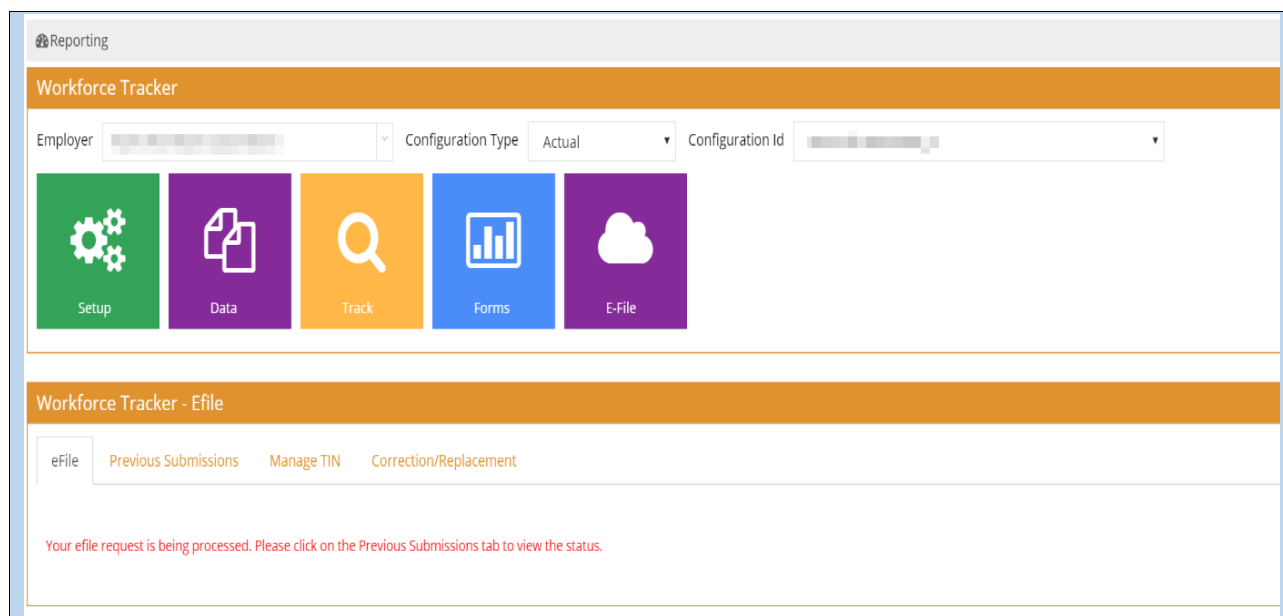 Reporting
Workforce Tracker
Employer Configuration Type Actual Configuration Id
Setup Data Track Forms E-File
Workforce Tracker - Efile
eFile Previous Submissions Manage TIN Correction/Replacement
Your efile request is being processed. Please click on the Previous Submissions tab to view the status.